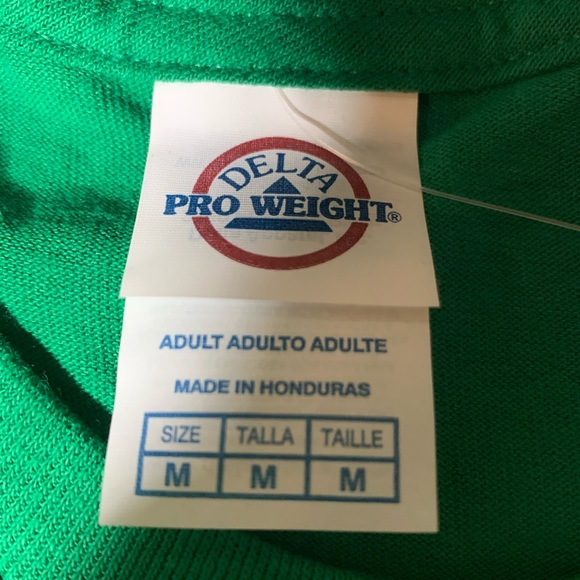 DELTA
PRO WEIGHT®
ADULT ADULTO ADULTE
MADE IN HONDURAS
SIZE TALLA TAILLE
M M M